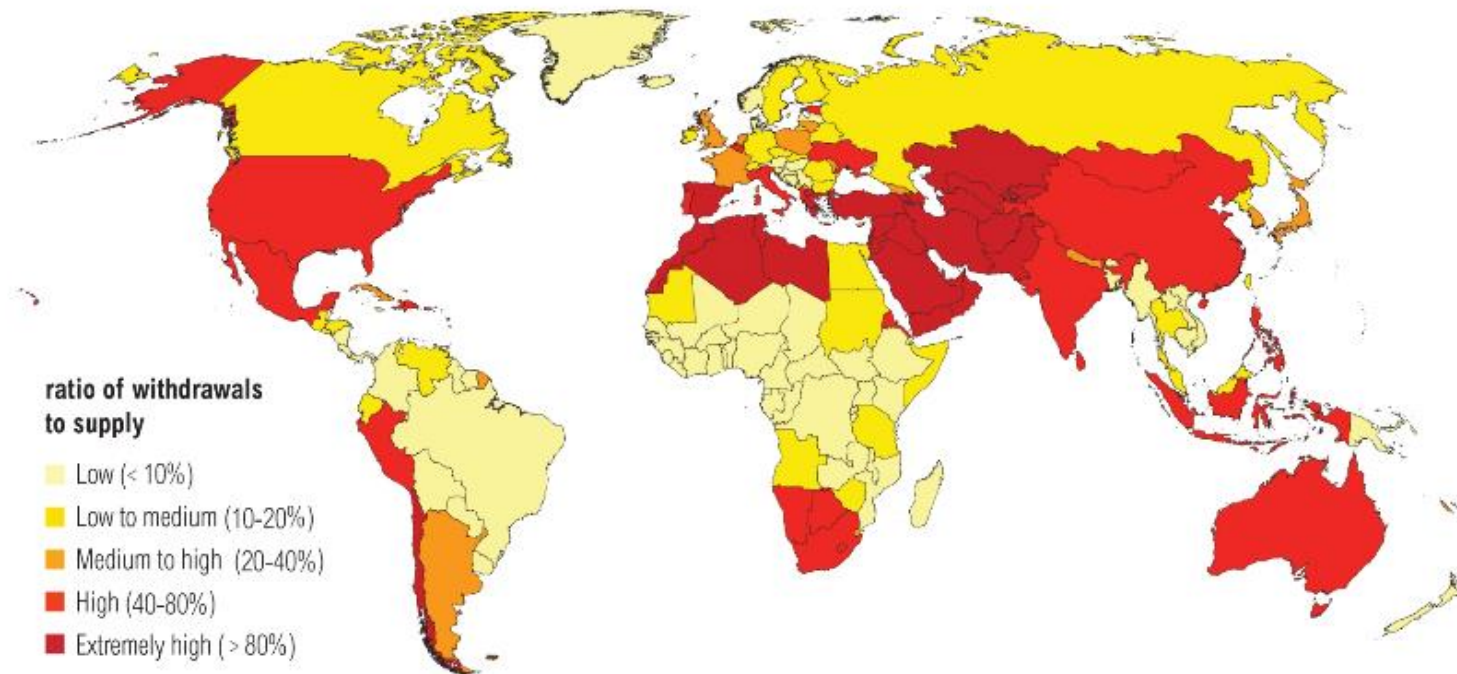 ratio of withdrawals
to supply
Low (< 10%)
Low to medium (10-20%)
Medium to high (20-40%)
High (40-80%)
Extremely high (> 80%)